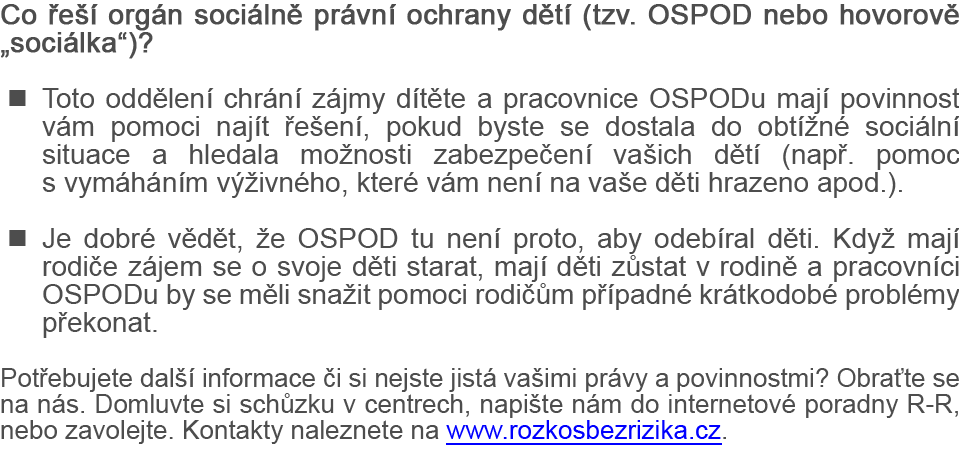 Co řeší orgán sociálně právní ochrany dětí (tzv. OSPOD nebo hovorově
„sociálka“)?
■ Toto oddělení chrání zájmy dítěte a pracovnice OSPODu mají povinnost
vám pomoci najít řešení, pokud byste se dostala do obtížné sociální
situace a hledala možnosti zabezpečení vašich dětí (např. pomoc
s vymáháním výživného, které vám není na vaše děti hrazeno apod.).
■ Je dobré vědět, že OSPOD tu není proto, aby odebíral děti. Když mají
rodiče zájem se o svoje děti starat, mají děti zůstat v rodině a pracovníci
OSPODu by se měli snažit pomoci rodičům případné krátkodobé problémy
překonat.
Potřebujete další informace či si nejste jistá vašimi právy a povinnostmi? Obraťte se
na nás. Domluvte si schůzku v centrech, napište nám do internetové poradny R-R,
nebo zavolejte. Kontakty naleznete na www.rozkosbezrizika.cz.